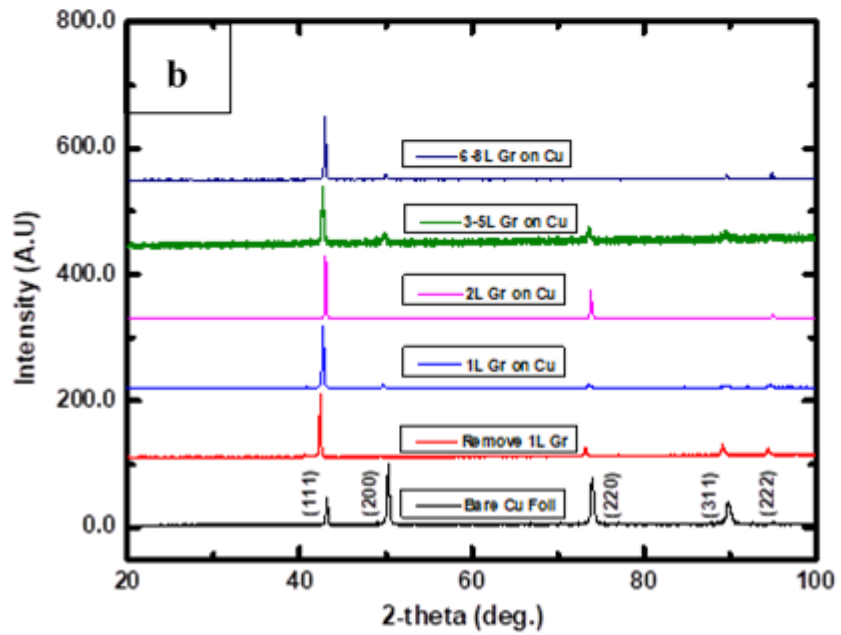 800.0
b
600.0
6-8L Gr on Cu
3-5L Gr on Cu
400.0
2L Gr on Cu
1L Gr on Cu
200.0
Remove 1L Gr
(111)
(200)
(220)
(311)
(222)
Bare Cu Foil
0.0
20
40
60
80
100
2-theta (deg.)
Intensity (A.U)